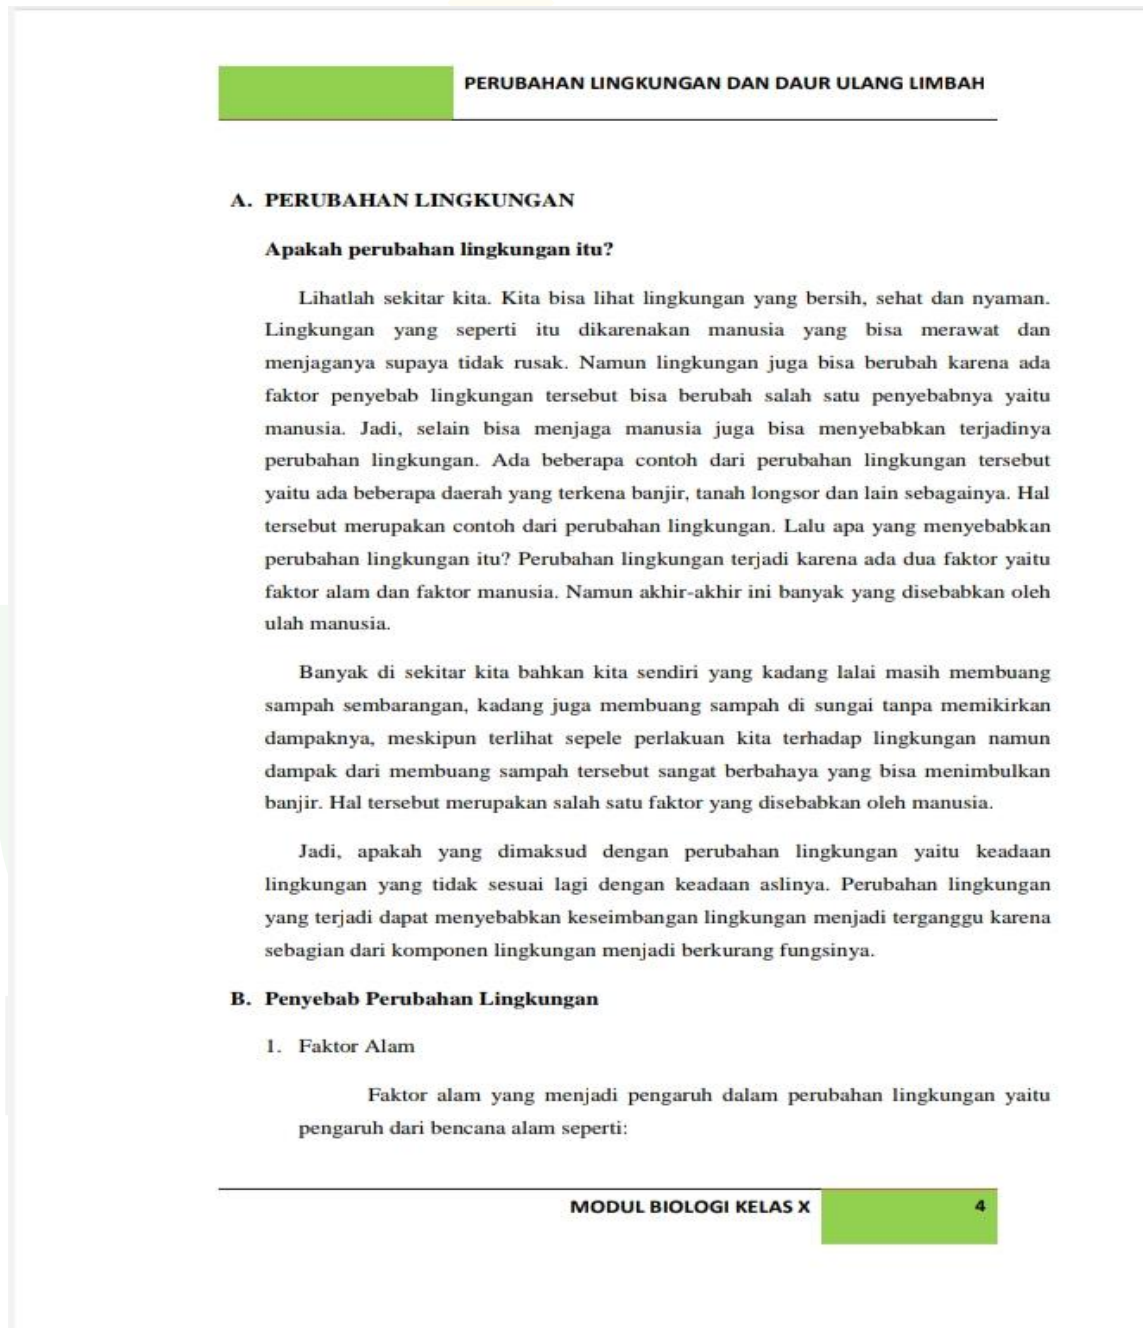 PERUBAHAN LINGKUNGAN DAN DAUR ULANG LIMBAH
A. PERUBAHAN LINGKUNGAN
Apakah perubahan lingkungan itu?
Lihatlah sekitar kita. Kita bisa lihat lingkungan yang bersih, sehat dan nyaman.
Lingkungan yang seperti itu dikarenakan manusia yang bisa merawat dan
menjaganya supaya tidak rusak. Namun lingkungan juga bisa berubah karena ada
faktor penyebab lingkungan tersebut bisa berubah salah satu penyebabnya yaitu
manusia. Jadi, selain bisa menjaga manusia juga bisa menyebabkan terjadinya
perubahan lingkungan. Ada beberapa contoh dari perubahan lingkungan tersebut
yaitu ada beberapa daerah yang terkena banjir, tanah longsor dan lain sebagainya. Hal
tersebut merupakan contoh dari perubahan lingkungan. Lalu apa yang menyebabkan
perubahan lingkungan itu? Perubahan lingkungan terjadi karena ada dua faktor yaitu
faktor alam dan faktor manusia. Namun akhir-akhir ini banyak yang disebabkan oleh
ulah manusia.
Banyak di sekitar kita bahkan kita sendiri yang kadang lalai masih membuang
sampah sembarangan, kadang juga membuang sampah di sungai tanpa memikirkan
dampaknya, meskipun terlihat sepele perlakuan kita terhadap lingkungan namun
dampak dari membuang sampah tersebut sangat berbahaya yang bisa menimbulkan
banjir. Hal tersebut merupakan salah satu faktor yang disebabkan oleh manusia.
Jadi, apakah yang dimaksud dengan perubahan lingkungan yaitu keadaan
lingkungan yang tidak sesuai lagi dengan keadaan aslinya. Perubahan lingkungan
yang terjadi dapat menyebabkan keseimbangan lingkungan menjadi terganggu karena
sebagian dari komponen lingkungan menjadi berkurang fungsinya.
B. Penyebab Perubahan Lingkungan
1. Faktor Alam
Faktor alam yang menjadi pengaruh dalam perubahan lingkungan yaitu
pengaruh dari bencana alam seperti:
MODUL BIOLOGI KELAS X 4